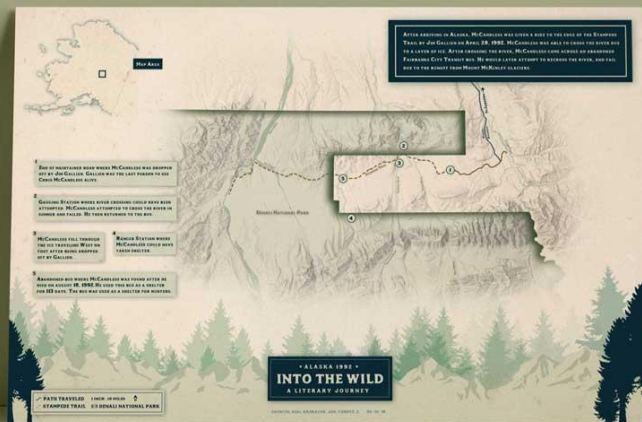 After arriving in Alaska, McCandless was given a ride to the edge of the Stampede
Trail by Jim Gallien on April 28, 1992. McCandless was able to cross the river due
to a layer of ice. After crossing the river, McCandless came across an abandoned
Fairbanks City Transit bus. He would later attempt to recross the river, and fail
due to the runoff from Mount McKinley glaciers.
Map Area
1
End of maintained road where McCandless was dropped
off by Jim Gallien. Gallien was the last person to see
Chris McCandless alive.
2
Gauging Station where river crossing could have been
attempted. McCandless attempted to cross the river in
summer and failed. He then returned to the bus.
3
McCandless fell through
the ice traveling West on
foot after being dropped
off by Gallien.
4
Ranger Station where
McCandless could have
taken shelter.
5
Abandoned bus where McCandless was found after he
died on August 18, 1992. He used this bus as a shelter
for 113 days. The bus was used as a shelter for hunters.
2
3
1
5
4
Denali National Park
• Alaska 1992 •
INTO THE WILD
A LITERARY JOURNEY
Path Traveled
Stampede Trail
Denali National Park